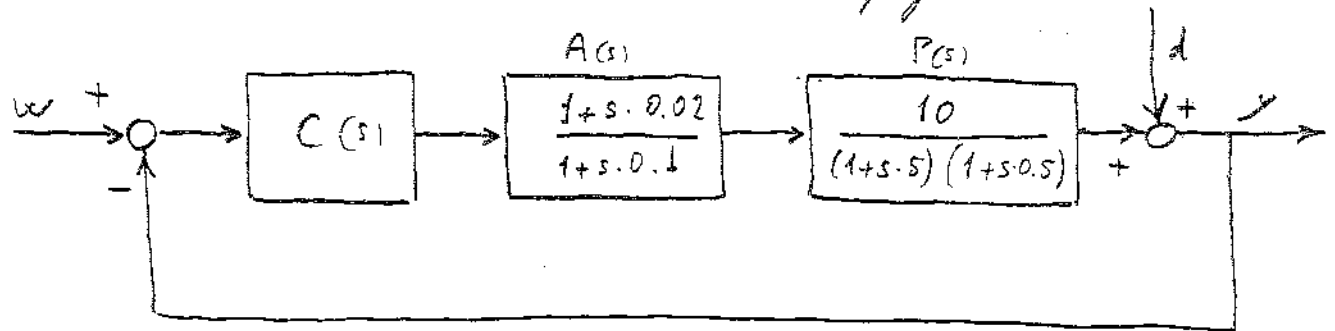 A(s)
P(s)
d
w
+
C(s)
1+s·0.02
1+s·0.1
10
(1+s·5) (1+s·0.5)
+
+
y
−